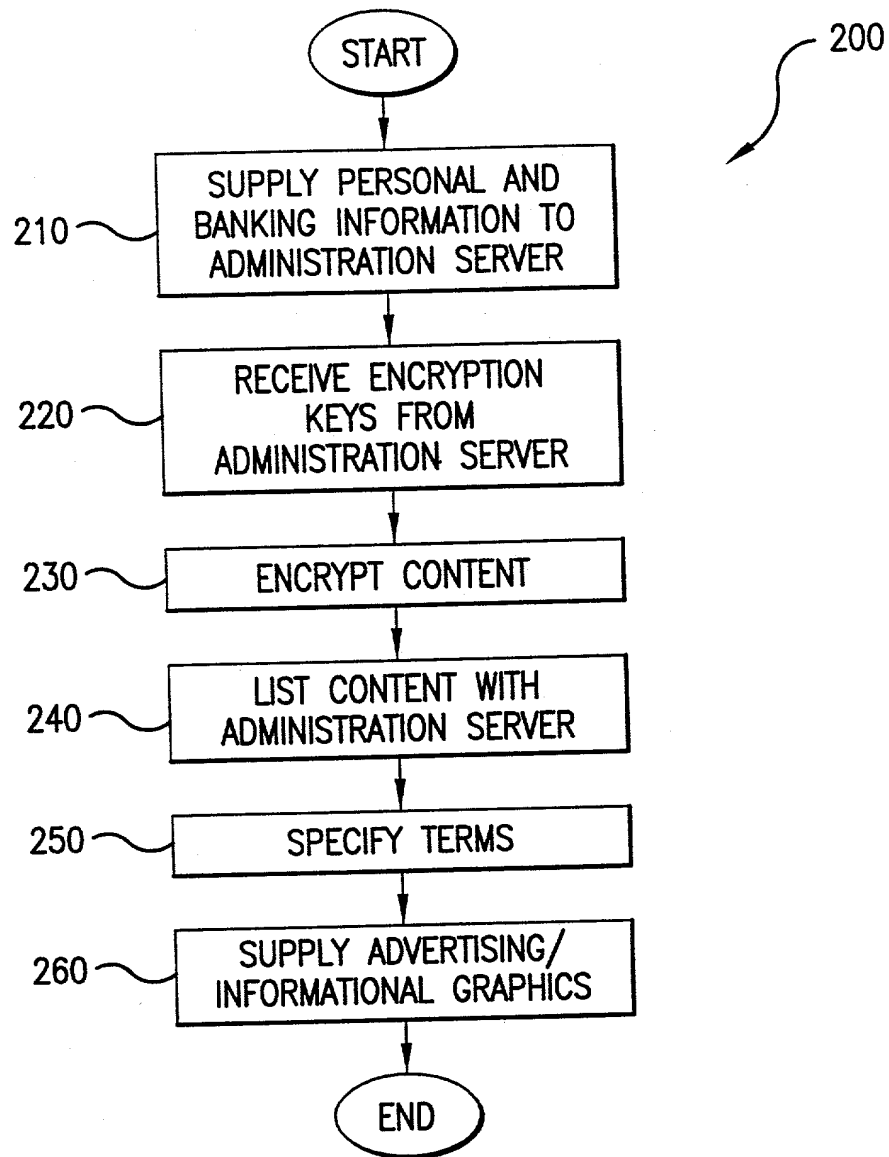 START
200
SUPPLY PERSONAL AND
BANKING INFORMATION TO
ADMINISTRATION SERVER
210
RECEIVE ENCRYPTION
KEYS FROM
ADMINISTRATION SERVER
220
230
ENCRYPT CONTENT
LIST CONTENT WITH
ADMINISTRATION SERVER
240
250
SPECIFY TERMS
SUPPLY ADVERTISING/
INFORMATIONAL GRAPHICS
260
END